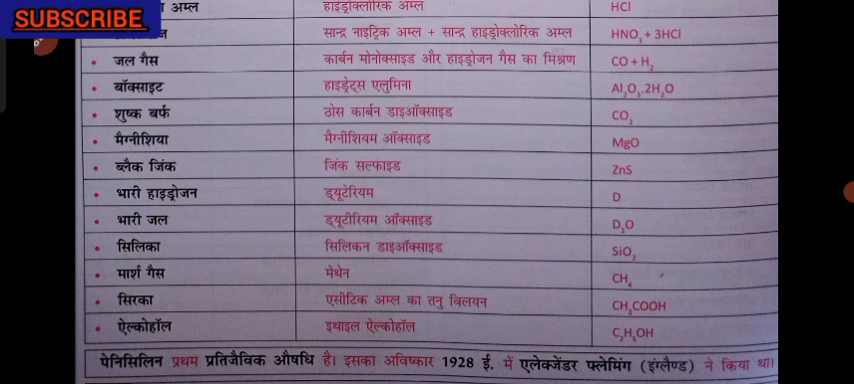 SUBSCRIBE
अम्ल हाइड्रोक्लोरिक अम्ल HCl
सान्द्र नाइट्रिक अम्ल + सान्द्र हाइड्रोक्लोरिक अम्ल HNO₃ + 3HCl
• जल गैस कार्बन मोनोक्साइड और हाइड्रोजन गैस का मिश्रण CO + H₂
• बॉक्साइट हाइड्रेट्स एलुमिना Al₂O₃.2H₂O
• शुष्क बर्फ ठोस कार्बन डाइऑक्साइड CO₂
• मैग्नीशिया मैग्नीशियम ऑक्साइड MgO
• ब्लैक जिंक जिंक सल्फाइड ZnS
• भारी हाइड्रोजन ड्यूटेरियम D
• भारी जल ड्यूटीरियम ऑक्साइड D₂O
• सिलिका सिलिकन डाइऑक्साइड SiO₂
• मार्श गैस मेथेन CH₄
• सिरका एसीटिक अम्ल का तनु विलयन CH₃COOH
• ऐल्कोहॉल इथाइल ऐल्कोहॉल C₂H₅OH
पेनिसिलिन प्रथम प्रतिजैविक औषधि है। इसका अविष्कार 1928 ई. में एलेक्जेंडर फ्लेमिंग (इंग्लैण्ड) ने किया था।